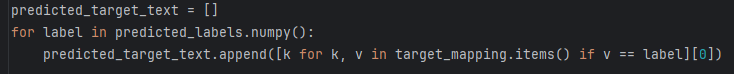 predicted_target_text = []
for label in predicted_labels.numpy():
    predicted_target_text.append([k for k, v in target_mapping.items() if v == label][0])